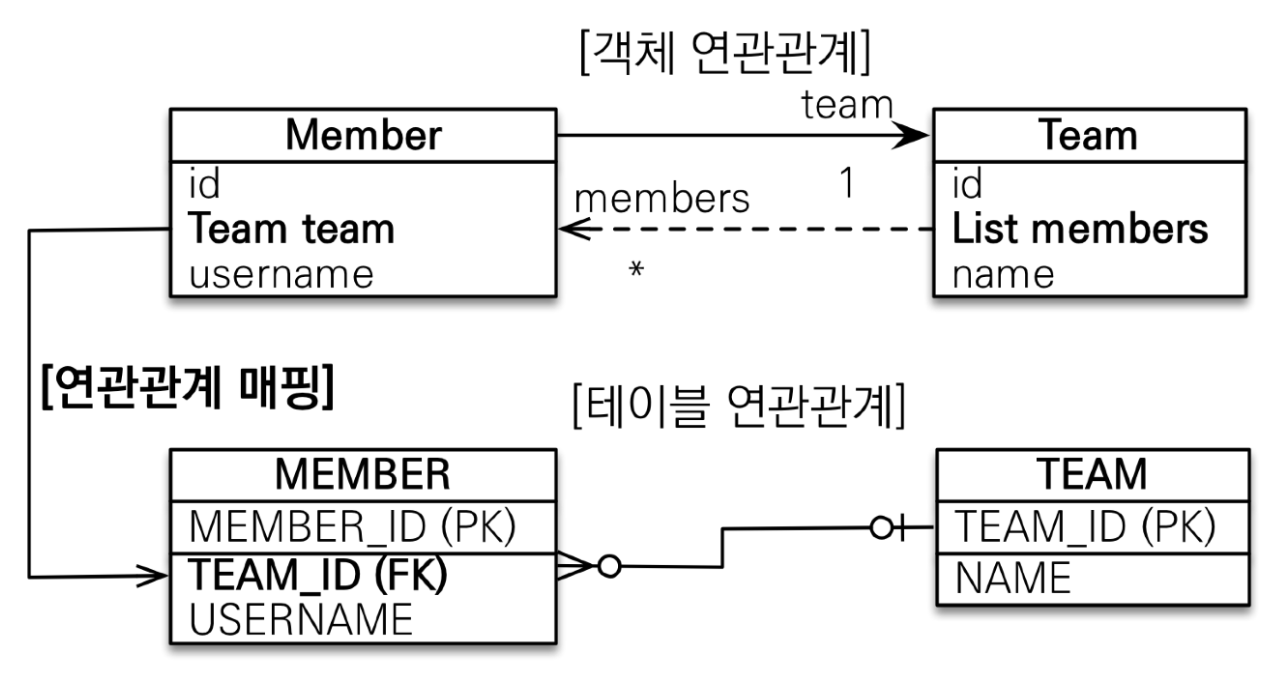 [객체 연관관계]
team
Member
Team
id
Team team
username
members
1
*
id
List members
name
[연관관계 매핑]
[테이블 연관관계]
MEMBER
MEMBER_ID (PK)
TEAM_ID (FK)
USERNAME
TEAM
TEAM_ID (PK)
NAME